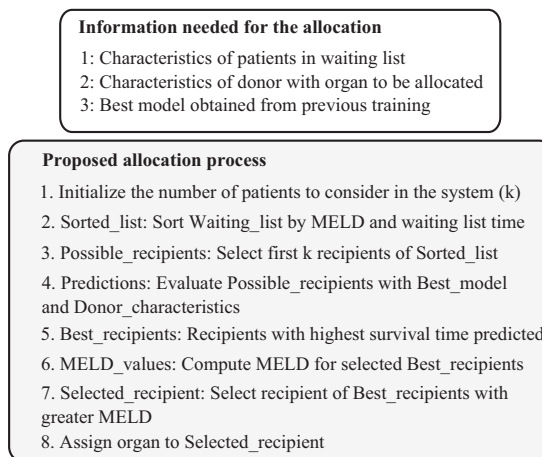 Information needed for the allocation
1: Characteristics of patients in waiting list
2: Characteristics of donor with organ to be allocated
3: Best model obtained from previous training
Proposed allocation process
1. Initialize the number of patients to consider in the system (k)
2. Sorted_list: Sort Waiting_list by MELD and waiting list time
3. Possible_recipients: Select first k recipients of Sorted_list
4. Predictions: Evaluate Possible_recipients with Best_model
and Donor_characteristics
5. Best_recipients: Recipients with highest survival time predicted
6. MELD_values: Compute MELD for selected Best_recipients
7. Selected_recipient: Select recipient of Best_recipients with
greater MELD
8. Assign organ to Selected_recipient